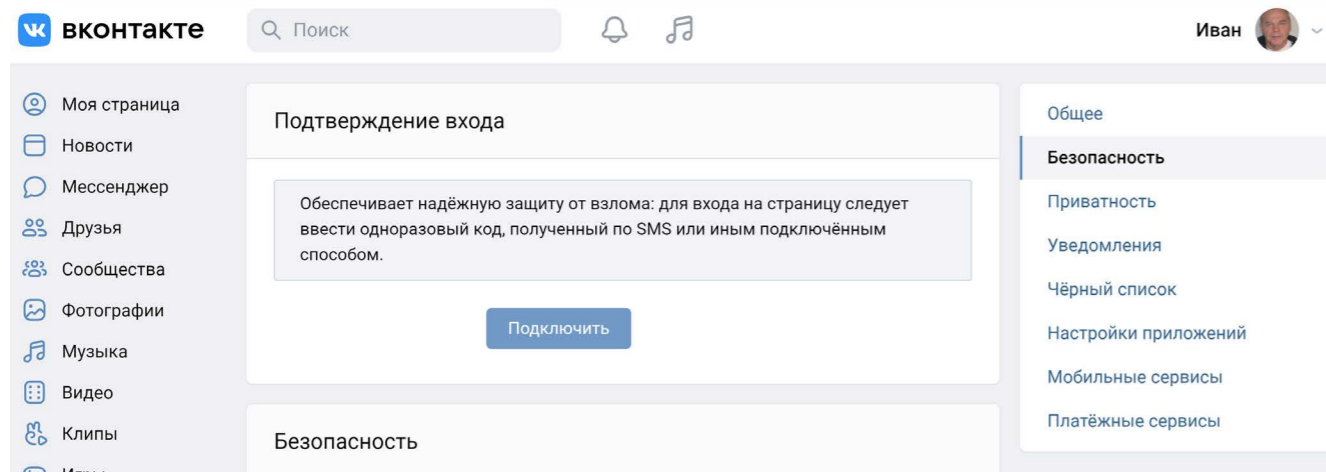 вконтакте
Поиск
Иван
Моя страница
Новости
Мессенджер
Друзья
Сообщества
Фотографии
Музыка
Видео
Клипы
Подтверждение входа
Обеспечивает надёжную защиту от взлома: для входа на страницу следует
ввести одноразовый код, полученный по SMS или иным подключённым
способом.
Подключить
Безопасность
Общее
Безопасность
Приватность
Уведомления
Чёрный список
Настройки приложений
Мобильные сервисы
Платёжные сервисы